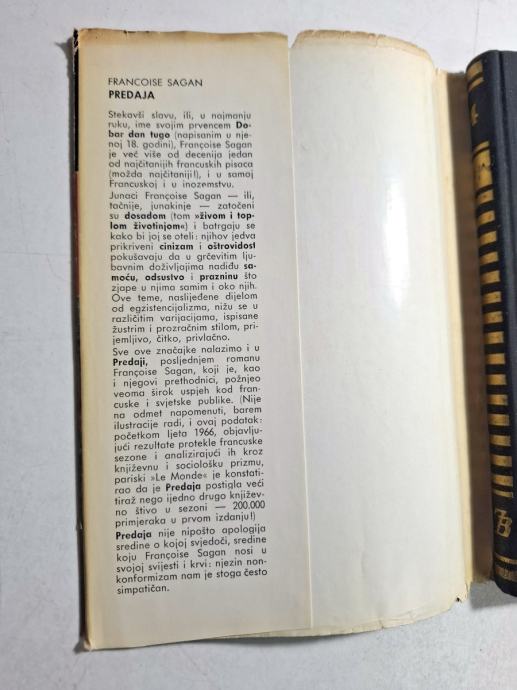 FRANCOISE SAGAN
PREDAJA
Stekavši slavu, ili, u najmanju
ruku, ime svojim prvencem Do-
bar dan tugo (napisanim u nje-
noj 18. godini), Françoise Sagan
je već više od decenija jedan
od najčitanijih francuskih pisaca
(možda najčitaniji!), i u samoj
Francuskoj i u inozemstvu.
Junaci Françoise Sagan — ili,
tačnije, junakinje — zatočeni
su dosadom (tom »živom i top-
lom životinjom«) i batrgaju se
kako bi joj se oteli: njihov jedva
prikriveni cinizam i oštrovidost
pokušavaju da u grčevitim lju-
bavnim doživljajima nadiđu sa-
moću, odsustvo i prazninu što
zjape u njima samim i oko njih.
Ove teme, naslijeđene dijelom
od egzistencijalizma, nižu se u
različitim varijacijama, ispisane
žustrim i prozračnim stilom, pri-
jemljivo, čitko, privlačno.
Sve ove značajke nalazimo i u
Predaji, posljednjem romanu
Françoise Sagan, koji je, kao
i njegovi prethodnici, požnjeo
veoma širok uspjeh kod fran-
cuske i svjetske publike. (Nije
na odmet napomenuti, barem
ilustracije radi, i ovaj podatak:
početkom ljeta 1966, objavlju-
jući rezultate protekle francuske
sezone i analizirajući ih kroz
književnu i sociološku prizmu,
pariski »Le Monde« je konstati-
rao da je Predaja postigla veći
tiraž nego ijedno drugo književ-
no štivo u sezoni — 200.000
primjeraka u prvom izdanju!)
Predaja nije nipošto apologija
sredine o kojoj svjedoči, sredine
koju Françoise Sagan nosi u
svojoj svijesti i krvi: njezin non-
konformizam nam je stoga često
simpatičan.